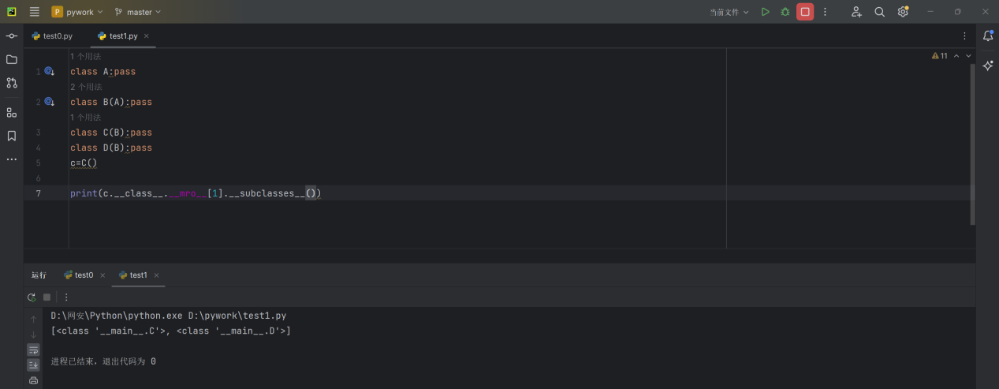 PC P pywork master 当前文件
test0.py test1.py
1 个用法
1 class A:pass
2 个用法
2 class B(A):pass
1 个用法
3 class C(B):pass
4 class D(B):pass
5 c=C()
6
7 print(c.__class__.__mro__[1].__subclasses__())
11
运行 test0 test1
D:\网安\Python\python.exe D:\pywork\test1.py
[<class '__main__.C'>, <class '__main__.D'>]
进程已结束，退出代码为 0